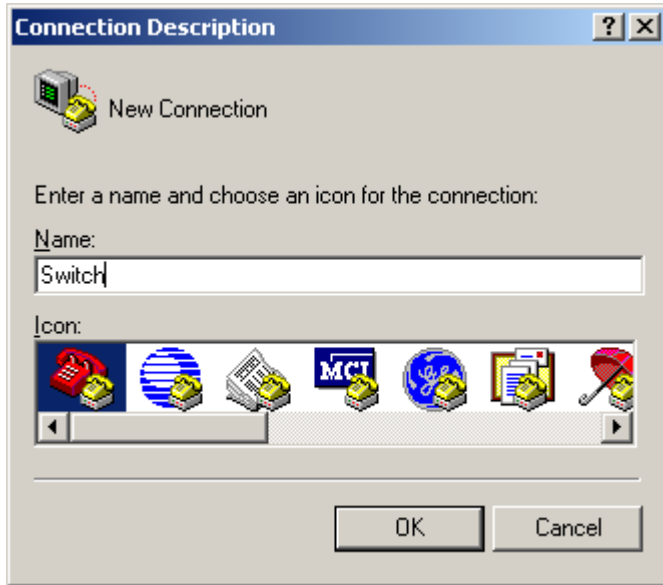 Connection Description
New Connection
Enter a name and choose an icon for the connection:
Name:
Switch
Icon:
MCI
OK
Cancel